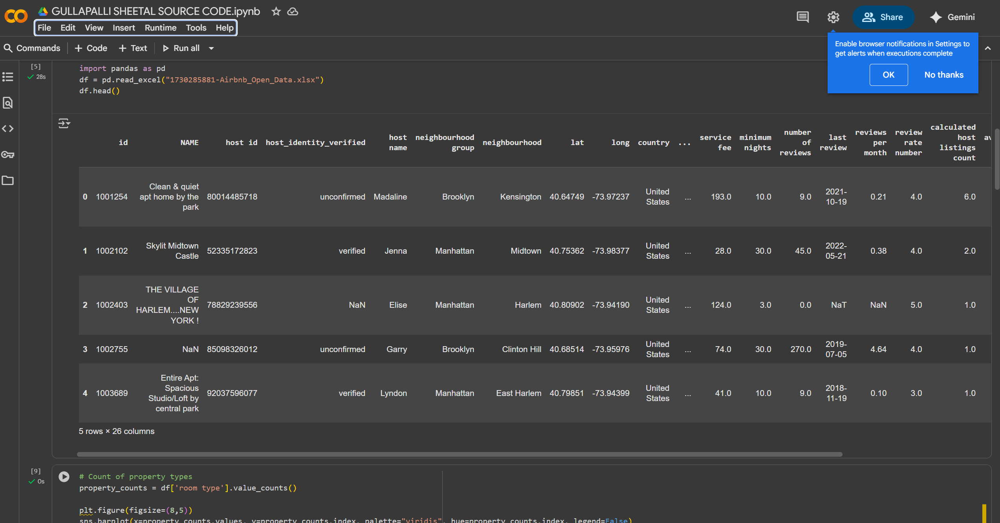 GULLAPALLI SHEETAL SOURCE CODE.ipynb
File Edit View Insert Runtime Tools Help
Share
Gemini
Commands + Code + Text Run all
Enable browser notifications in Settings to
get alerts when executions complete
OK No thanks
[5]
28s
import pandas as pd
df = pd.read_excel("1730285881-Airbnb_Open_Data.xlsx")
df.head()
id NAME host id host_identity_verified host name neighbourhood group neighbourhood lat long country ... service fee minimum nights number of reviews last review reviews per month review rate number calculated host listings count
0 1001254 Clean & quiet apt home by the park 80014485718 unconfirmed Madaline Brooklyn Kensington 40.64749 -73.97237 United States ... 193.0 10.0 9.0 2021-10-19 0.21 4.0 6.0
1 1002102 Skylit Midtown Castle 52335172823 verified Jenna Manhattan Midtown 40.75362 -73.98377 United States ... 28.0 30.0 45.0 2022-05-21 0.38 4.0 2.0
2 1002403 THE VILLAGE OF HARLEM....NEW YORK ! 78829239556 NaN Elise Manhattan Harlem 40.80902 -73.94190 United States ... 124.0 3.0 0.0 NaT NaN 5.0 1.0
3 1002755 NaN 85098326012 unconfirmed Garry Brooklyn Clinton Hill 40.68514 -73.95976 United States ... 74.0 30.0 270.0 2019-07-05 4.64 4.0 1.0
4 1003689 Entire Apt: Spacious Studio/Loft by central park 92037596077 verified Lyndon Manhattan East Harlem 40.79851 -73.94399 United States ... 41.0 10.0 9.0 2018-11-19 0.10 3.0 1.0
5 rows × 26 columns
[9]
0s
# Count of property types
property_counts = df['room type'].value_counts()
plt.figure(figsize=(8,5))
sns.barplot(x=property_counts.values, y=property_counts.index, palette="viridis", hue=property_counts.index, legend=False)